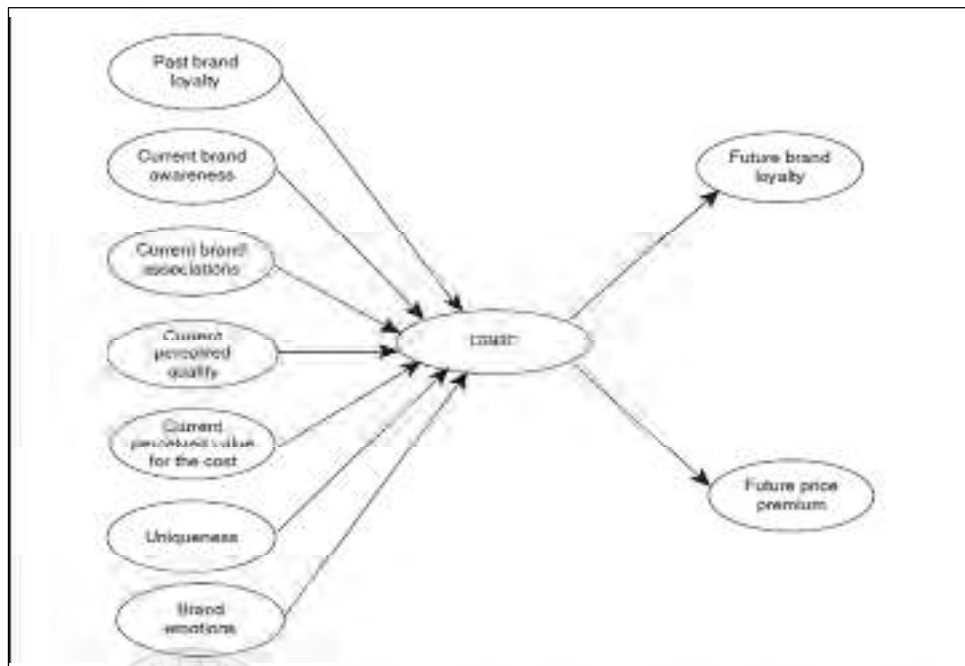 Past brand
loyalty
Current brand
awareness
Current brand
associations
Current
perceived
quality
Current
perceived value
for the cost
Uniqueness
Brand
emotions
Future brand
loyalty
Future price
premium